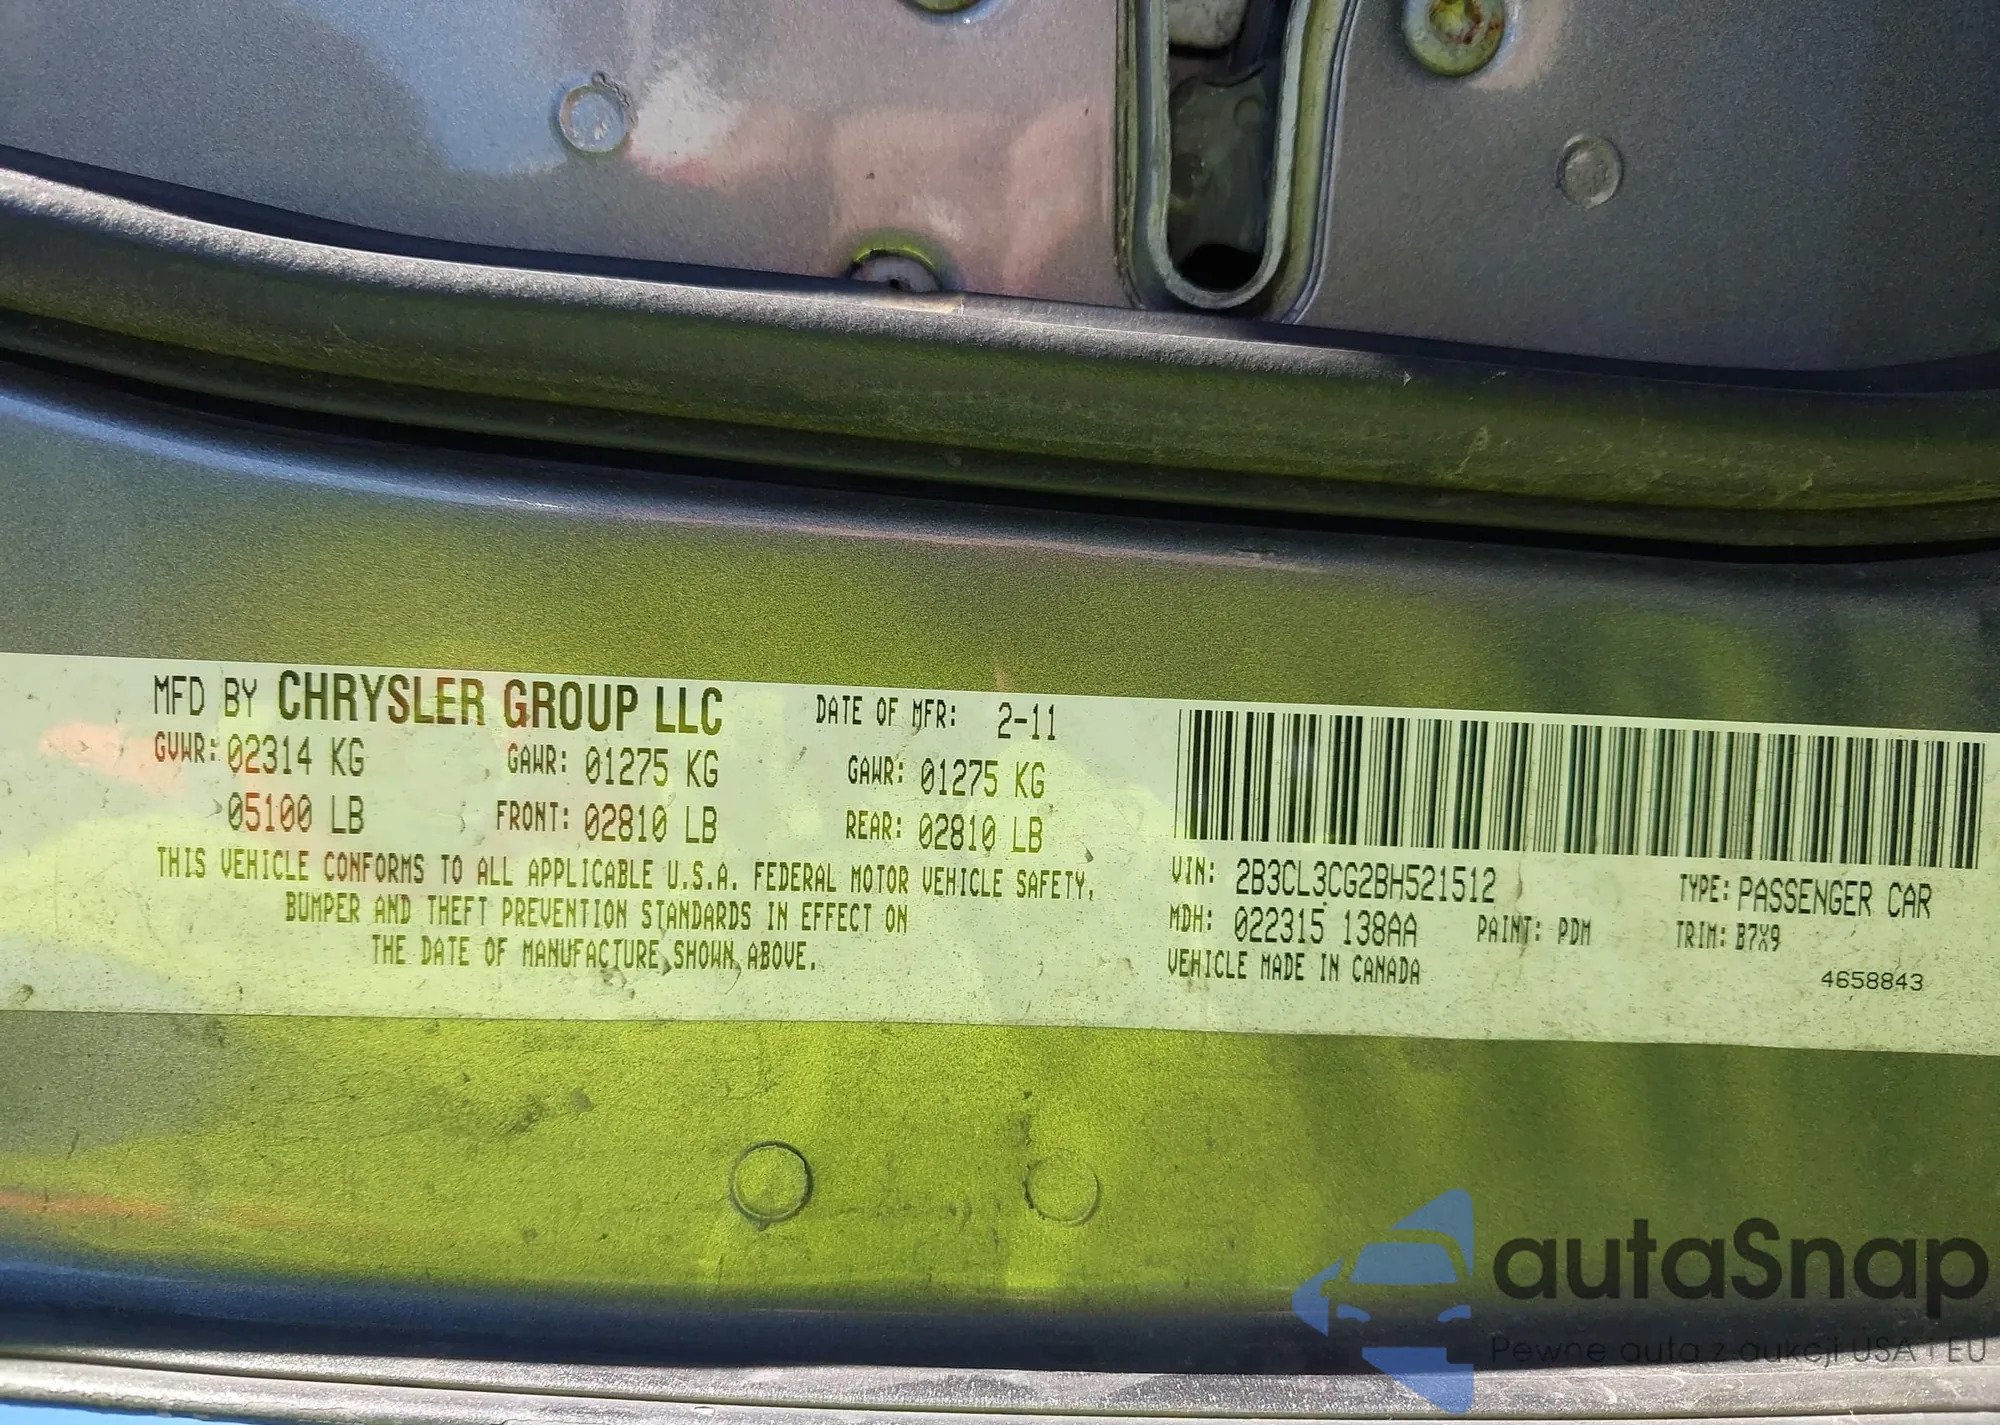 MFD BY CHRYSLER GROUP LLC DATE OF MFR: 2-11
GVWR: 02314 KG GAWR: 01275 KG GAWR: 01275 KG
05100 LB FRONT: 02810 LB REAR: 02810 LB
THIS VEHICLE CONFORMS TO ALL APPLICABLE U.S.A. FEDERAL MOTOR VEHICLE SAFETY,
BUMPER AND THEFT PREVENTION STANDARDS IN EFFECT ON
THE DATE OF MANUFACTURE SHOWN ABOVE.
VIN: 2B3CL3CG2BH521512 TYPE: PASSENGER CAR
MDH: 022315 138AA PAINT: PDM TRIM: B7X9
VEHICLE MADE IN CANADA
4658843
autaSnap
Pewne auta z aukcji USA i EU